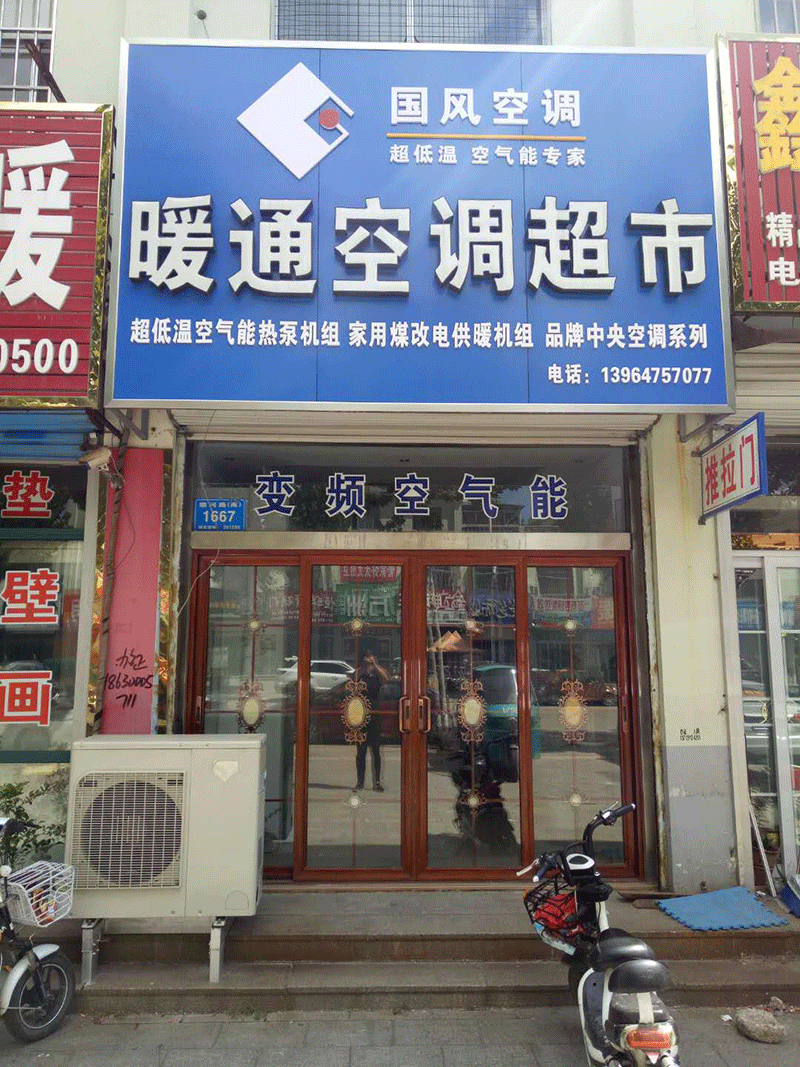 国风空调
超低温 空气能专家
暖通空调超市
超低温空气能热泵机组 家用煤改电供暖机组 品牌中央空调系列
电话：13964757077
暖
0500
鑫
精
电
变频空气能
1667
推拉门
垫
壁
画
18630005
711